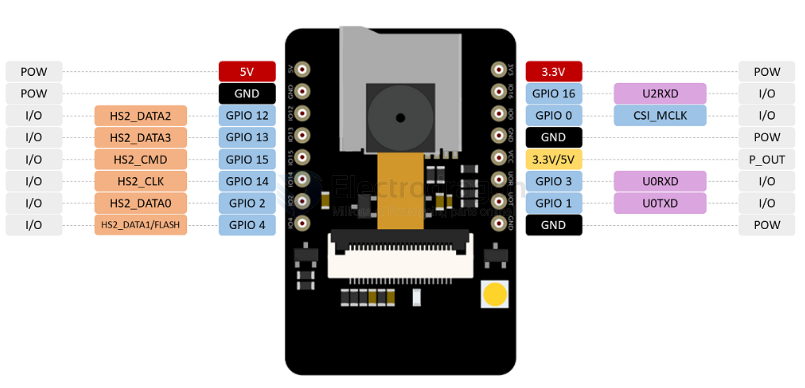 POW 5V 5V 3V3 3.3V POW
POW GND GND IO16 GPIO 16 U2RXD I/O
I/O HS2_DATA2 GPIO 12 IO12 IO0 GPIO 0 CSI_MCLK I/O
I/O HS2_DATA3 GPIO 13 IO13 GND GND POW
I/O HS2_CMD GPIO 15 IO15 VCC 3.3V/5V P_OUT
I/O HS2_CLK GPIO 14 IO14 UOR GPIO 3 U0RXD I/O
I/O HS2_DATA0 GPIO 2 IO2 UOT GPIO 1 U0TXD I/O
I/O HS2_DATA1/FLASH GPIO 4 IO4 GND GND POW